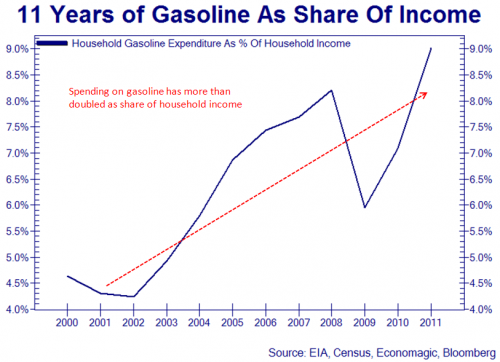 11 Years of Gasoline As Share Of Income
Household Gasoline Expenditure As % Of Household Income
Spending on gasoline has more than
doubled as share of household income
9.0% 9.0%
8.5% 8.5%
8.0% 8.0%
7.5% 7.5%
7.0% 7.0%
6.5% 6.5%
6.0% 6.0%
5.5% 5.5%
5.0% 5.0%
4.5% 4.5%
4.0% 4.0%
2000 2001 2002 2003 2004 2005 2006 2007 2008 2009 2010 2011
Source: EIA, Census, Economagic, Bloomberg